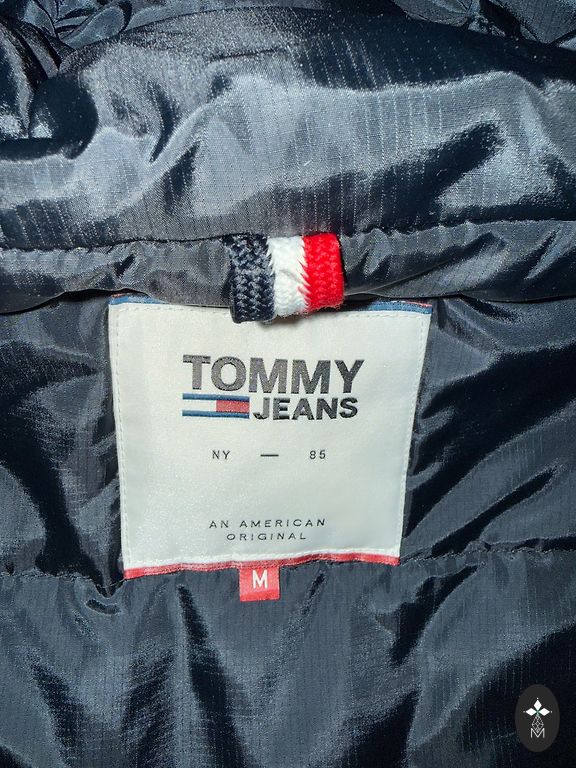 TOMMY
JEANS
NY — 85
AN AMERICAN
ORIGINAL
M
M